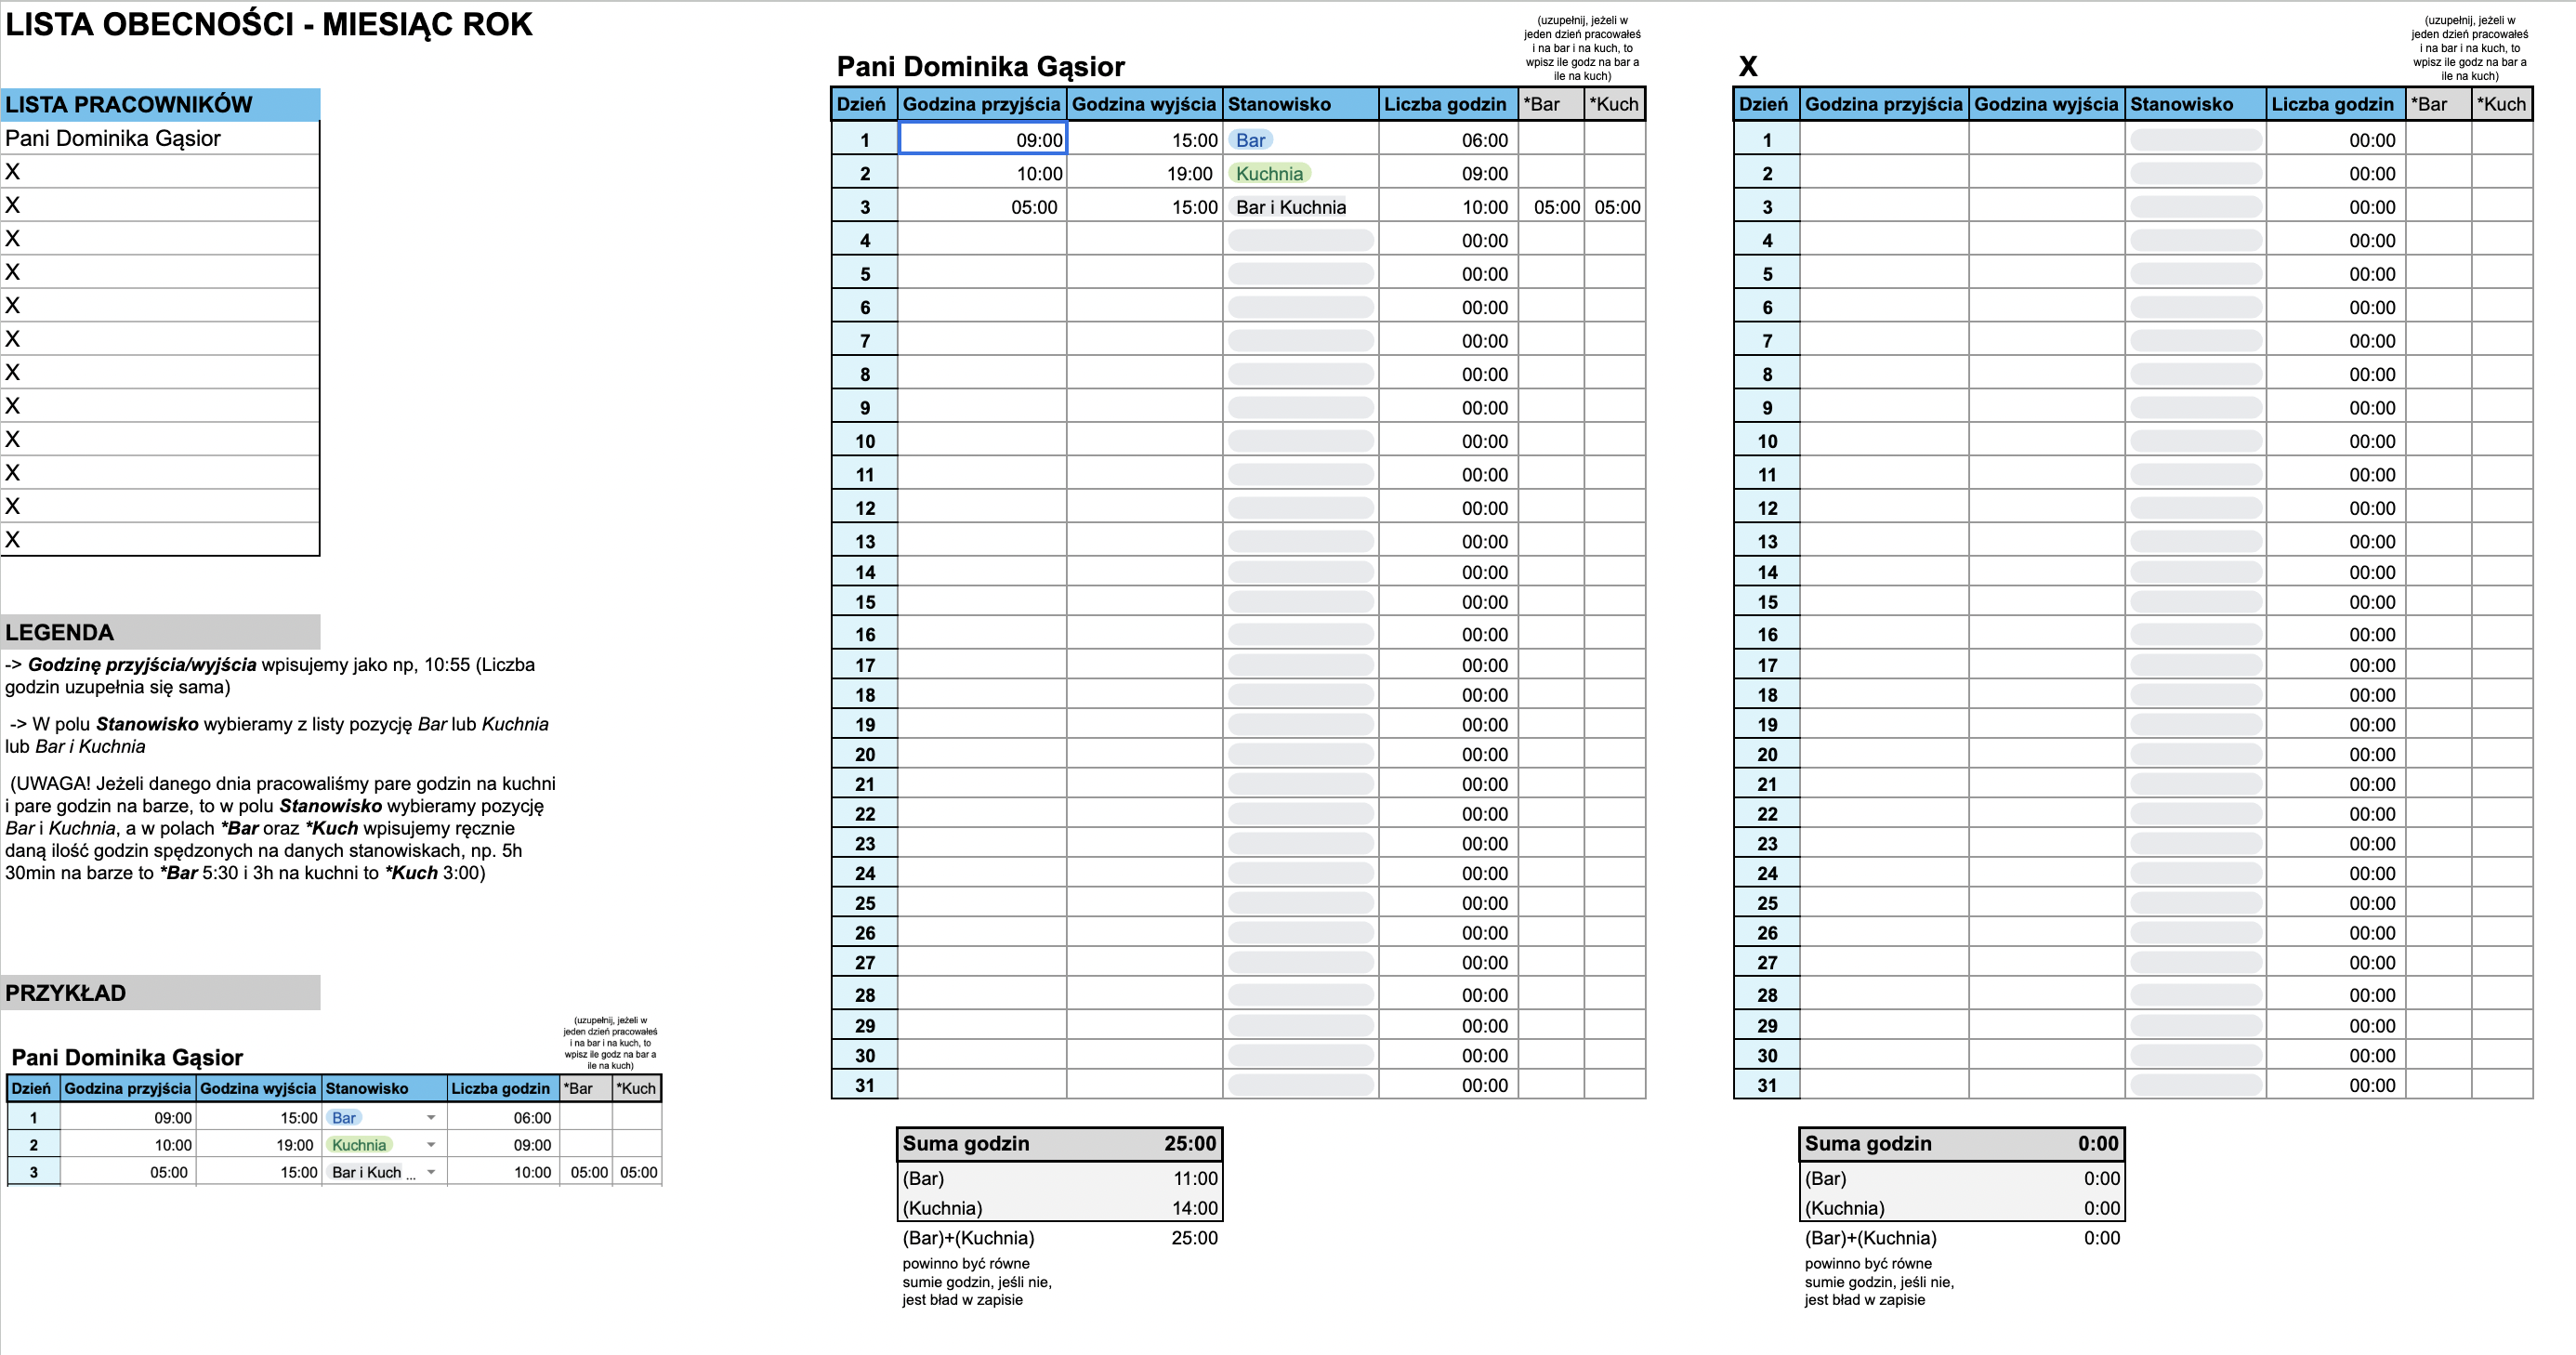 LISTA OBECNOŚCI - MIESIĄC ROK
LISTA PRACOWNIKÓW
Pani Dominika Gąsior
X
X
X
X
X
X
X
X
X
X
X
X
LEGENDA
-> Godzinę przyjścia/wyjścia wpisujemy jako np, 10:55 (Liczba
godzin uzupełnia się sama)
-> W polu Stanowisko wybieramy z listy pozycję Bar lub Kuchnia
lub Bar i Kuchnia
(UWAGA! Jeżeli danego dnia pracowaliśmy pare godzin na kuchni
i pare godzin na barze, to w polu Stanowisko wybieramy pozycję
Bar i Kuchnia, a w polach *Bar oraz *Kuch wpisujemy ręcznie
daną ilość godzin spędzonych na danych stanowiskach, np. 5h
30min na barze to *Bar 5:30 i 3h na kuchni to *Kuch 3:00)
PRZYKŁAD
(uzupełnij, jeżeli w
jeden dzień pracowałeś
i na bar i na kuch, to
wpisz ile godz na bar a
ile na kuch)
Pani Dominika Gąsior
Dzień Godzina przyjścia Godzina wyjścia Stanowisko Liczba godzin *Bar *Kuch
1 09:00 15:00 Bar 06:00
2 10:00 19:00 Kuchnia 09:00
3 05:00 15:00 Bar i Kuch ... 10:00 05:00 05:00
(uzupełnij, jeżeli w
jeden dzień pracowałeś
i na bar i na kuch, to
wpisz ile godz na bar a
ile na kuch)
Pani Dominika Gąsior
Dzień Godzina przyjścia Godzina wyjścia Stanowisko Liczba godzin *Bar *Kuch
1 09:00 15:00 Bar 06:00
2 10:00 19:00 Kuchnia 09:00
3 05:00 15:00 Bar i Kuchnia 10:00 05:00 05:00
4 00:00
5 00:00
6 00:00
7 00:00
8 00:00
9 00:00
10 00:00
11 00:00
12 00:00
13 00:00
14 00:00
15 00:00
16 00:00
17 00:00
18 00:00
19 00:00
20 00:00
21 00:00
22 00:00
23 00:00
24 00:00
25 00:00
26 00:00
27 00:00
28 00:00
29 00:00
30 00:00
31 00:00
Suma godzin 25:00
(Bar) 11:00
(Kuchnia) 14:00
(Bar)+(Kuchnia) 25:00
powinno być równe
sumie godzin, jeśli nie,
jest bład w zapisie
(uzupełnij, jeżeli w
jeden dzień pracowałeś
i na bar i na kuch, to
wpisz ile godz na bar a
ile na kuch)
X
Dzień Godzina przyjścia Godzina wyjścia Stanowisko Liczba godzin *Bar *Kuch
1 00:00
2 00:00
3 00:00
4 00:00
5 00:00
6 00:00
7 00:00
8 00:00
9 00:00
10 00:00
11 00:00
12 00:00
13 00:00
14 00:00
15 00:00
16 00:00
17 00:00
18 00:00
19 00:00
20 00:00
21 00:00
22 00:00
23 00:00
24 00:00
25 00:00
26 00:00
27 00:00
28 00:00
29 00:00
30 00:00
31 00:00
Suma godzin 0:00
(Bar) 0:00
(Kuchnia) 0:00
(Bar)+(Kuchnia) 0:00
powinno być równe
sumie godzin, jeśli nie,
jest bład w zapisie